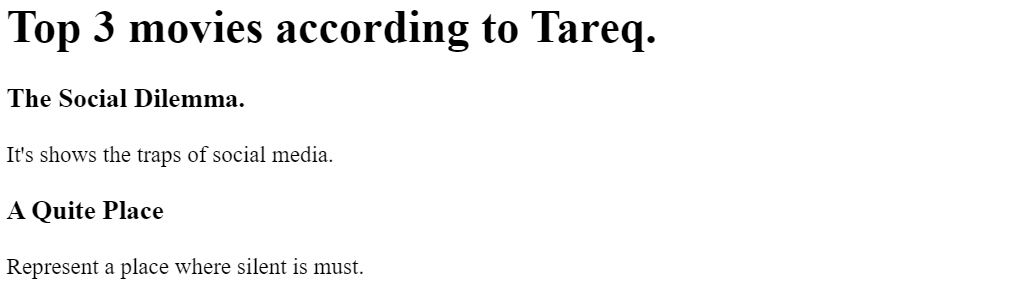 Top 3 movies according to Tareq.
The Social Dilemma.
It's shows the traps of social media.
A Quite Place
Represent a place where silent is must.